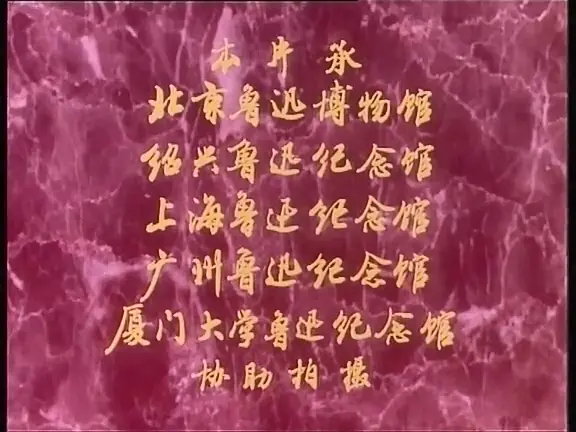 本片承
北京鲁迅博物馆
绍兴鲁迅纪念馆
上海鲁迅纪念馆
广州鲁迅纪念馆
厦门大学鲁迅纪念馆
协助拍摄